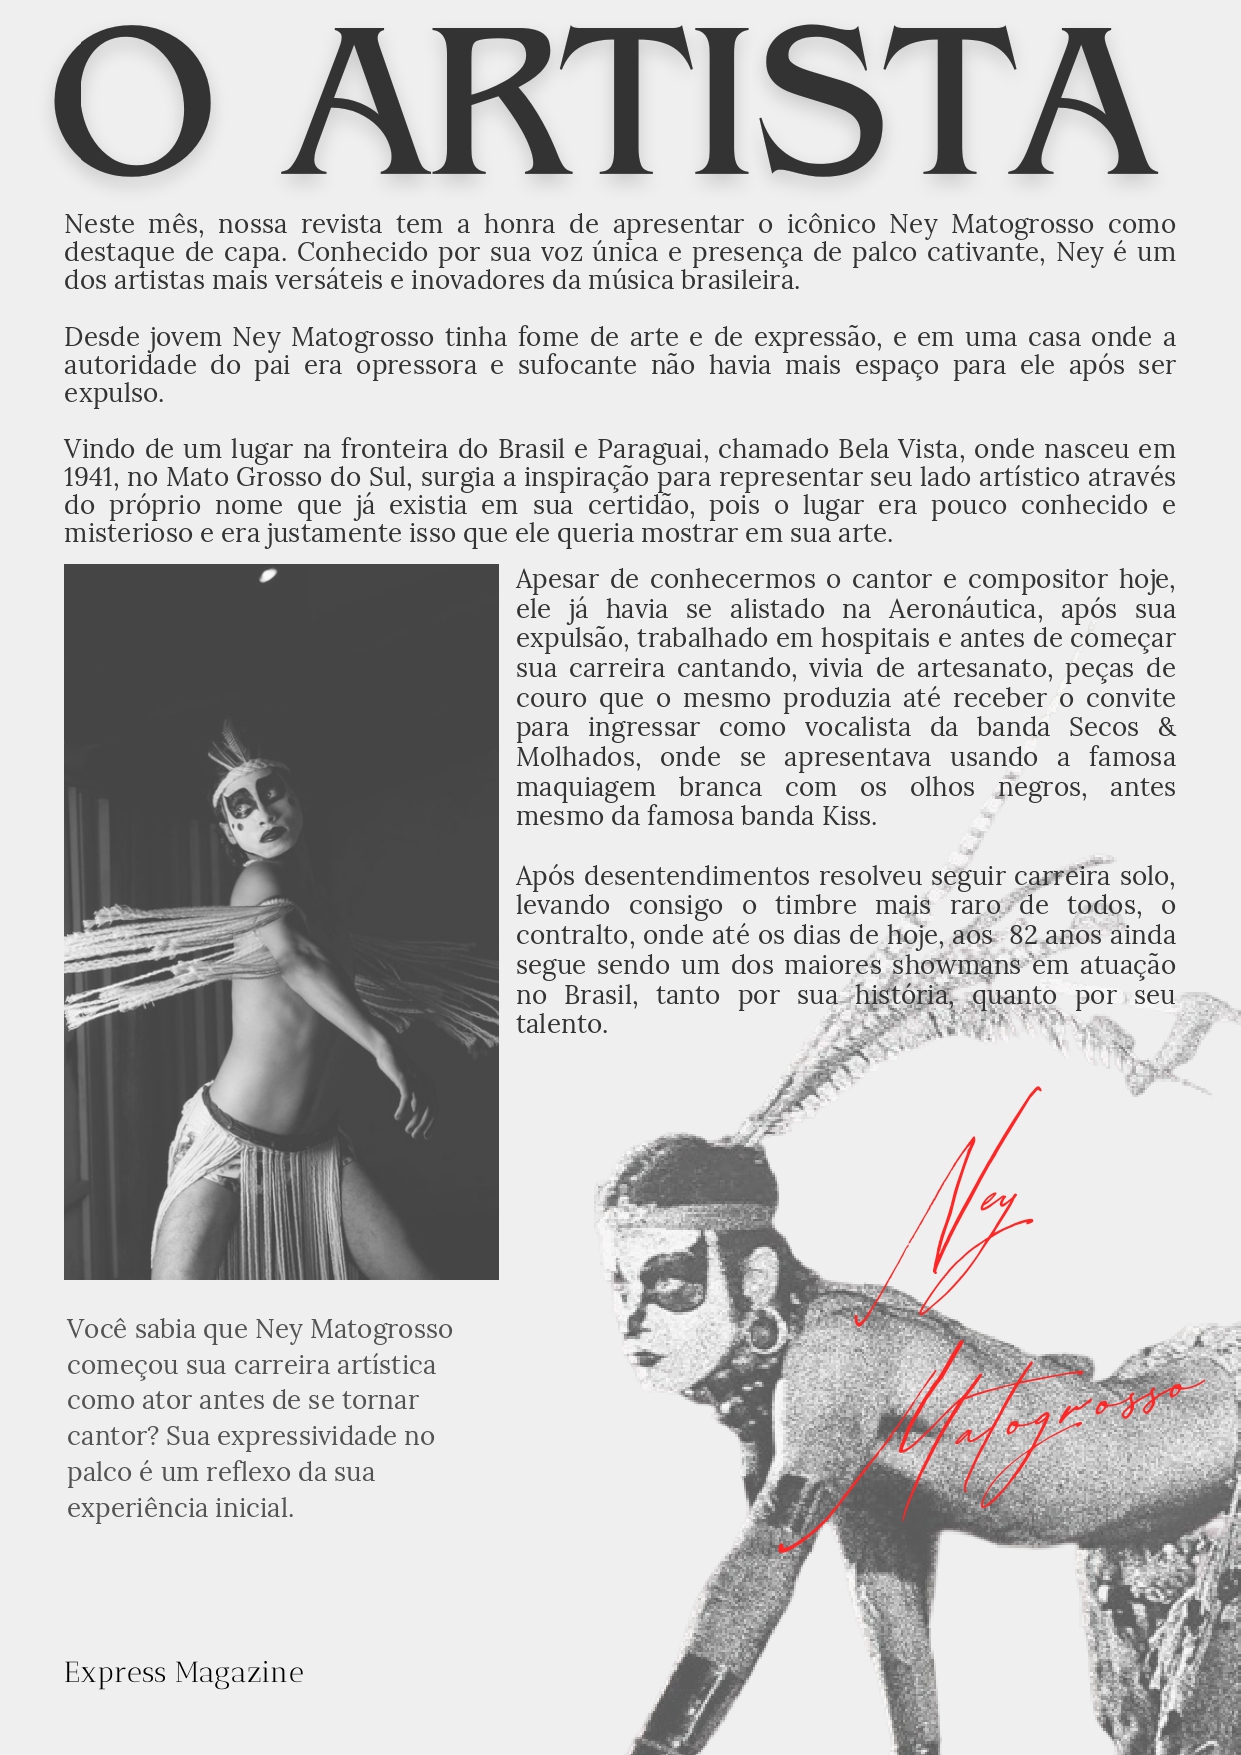 O ARTISTA
Neste mês, nossa revista tem a honra de apresentar o icônico Ney Matogrosso como
destaque de capa. Conhecido por sua voz única e presença de palco cativante, Ney é um
dos artistas mais versáteis e inovadores da música brasileira.
Desde jovem Ney Matogrosso tinha fome de arte e de expressão, e em uma casa onde a
autoridade do pai era opressora e sufocante não havia mais espaço para ele após ser
expulso.
Vindo de um lugar na fronteira do Brasil e Paraguai, chamado Bela Vista, onde nasceu em
1941, no Mato Grosso do Sul, surgia a inspiração para representar seu lado artístico através
do próprio nome que já existia em sua certidão, pois o lugar era pouco conhecido e
misterioso e era justamente isso que ele queria mostrar em sua arte.
Apesar de conhecermos o cantor e compositor hoje,
ele já havia se alistado na Aeronáutica, após sua
expulsão, trabalhado em hospitais e antes de começar
sua carreira cantando, vivia de artesanato, peças de
couro que o mesmo produzia até receber o convite
para ingressar como vocalista da banda Secos &
Molhados, onde se apresentava usando a famosa
maquiagem branca com os olhos negros, antes
mesmo da famosa banda Kiss.
Após desentendimentos resolveu seguir carreira solo,
levando consigo o timbre mais raro de todos, o
contralto, onde até os dias de hoje, aos 82 anos ainda
segue sendo um dos maiores showmans em atuação
no Brasil, tanto por sua história, quanto por seu
talento.
Ney
Matogrosso
Você sabia que Ney Matogrosso
começou sua carreira artística
como ator antes de se tornar
cantor? Sua expressividade no
palco é um reflexo da sua
experiência inicial.
Express Magazine